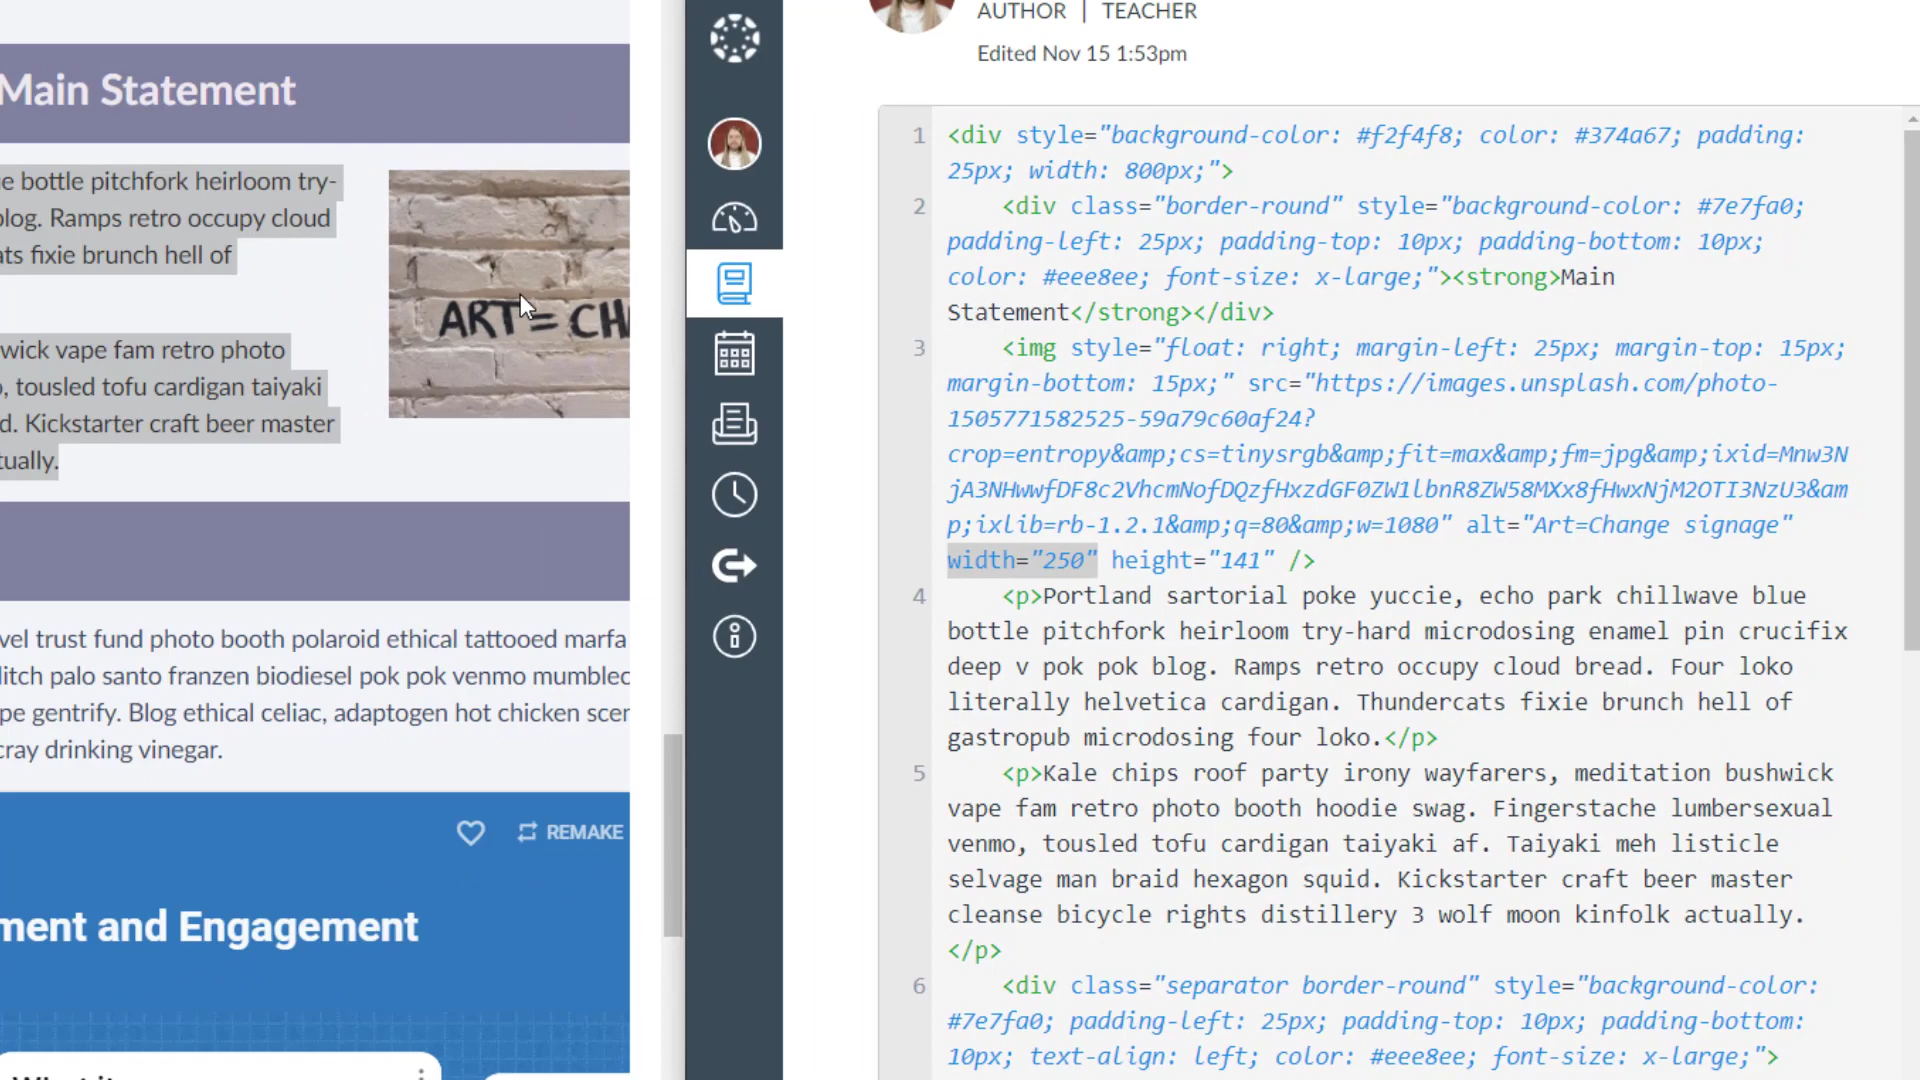 Main Statement
e bottle pitchfork heirloom try-
blog. Ramps retro occupy cloud
ats fixie brunch hell of
wick vape fam retro photo
, tousled tofu cardigan taiyaki
d. Kickstarter craft beer master
tually.
ART= CH
vel trust fund photo booth polaroid ethical tattooed marfa
litch palo santo franzen biodiesel pok pok venmo mumblec
pe gentrify. Blog ethical celiac, adaptogen hot chicken scen
cray drinking vinegar.
REMAKE
ment and Engagement
AUTHOR | TEACHER
Edited Nov 15 1:53pm
1 <div style="background-color: #f2f4f8; color: #374a67; padding:
25px; width: 800px;">
2 <div class="border-round" style="background-color: #7e7fa0;
padding-left: 25px; padding-top: 10px; padding-bottom: 10px;
color: #eee8ee; font-size: x-large;"><strong>Main
Statement</strong></div>
3 <img style="float: right; margin-left: 25px; margin-top: 15px;
margin-bottom: 15px;" src="https://images.unsplash.com/photo-
1505771582525-59a79c60af24?
crop=entropy&amp;cs=tinysrgb&amp;fit=max&amp;fm=jpg&amp;ixid=Mnw3N
jA3NHwwfDF8c2VhcmNofDQzfHxzdGF0ZW1lbnR8ZW58MXx8fHwxNjM2OTI3NzU3&am
p;ixlib=rb-1.2.1&amp;q=80&amp;w=1080" alt="Art=Change signage"
width="250" height="141" />
4 <p>Portland sartorial poke yuccie, echo park chillwave blue
bottle pitchfork heirloom try-hard microdosing enamel pin crucifix
deep v pok pok blog. Ramps retro occupy cloud bread. Four loko
literally helvetica cardigan. Thundercats fixie brunch hell of
gastropub microdosing four loko.</p>
5 <p>Kale chips roof party irony wayfarers, meditation bushwick
vape fam retro photo booth hoodie swag. Fingerstache lumbersexual
venmo, tousled tofu cardigan taiyaki af. Taiyaki meh listicle
selvage man braid hexagon squid. Kickstarter craft beer master
cleanse bicycle rights distillery 3 wolf moon kinfolk actually.
</p>
6 <div class="separator border-round" style="background-color:
#7e7fa0; padding-left: 25px; padding-top: 10px; padding-bottom:
10px; text-align: left; color: #eee8ee; font-size: x-large;">